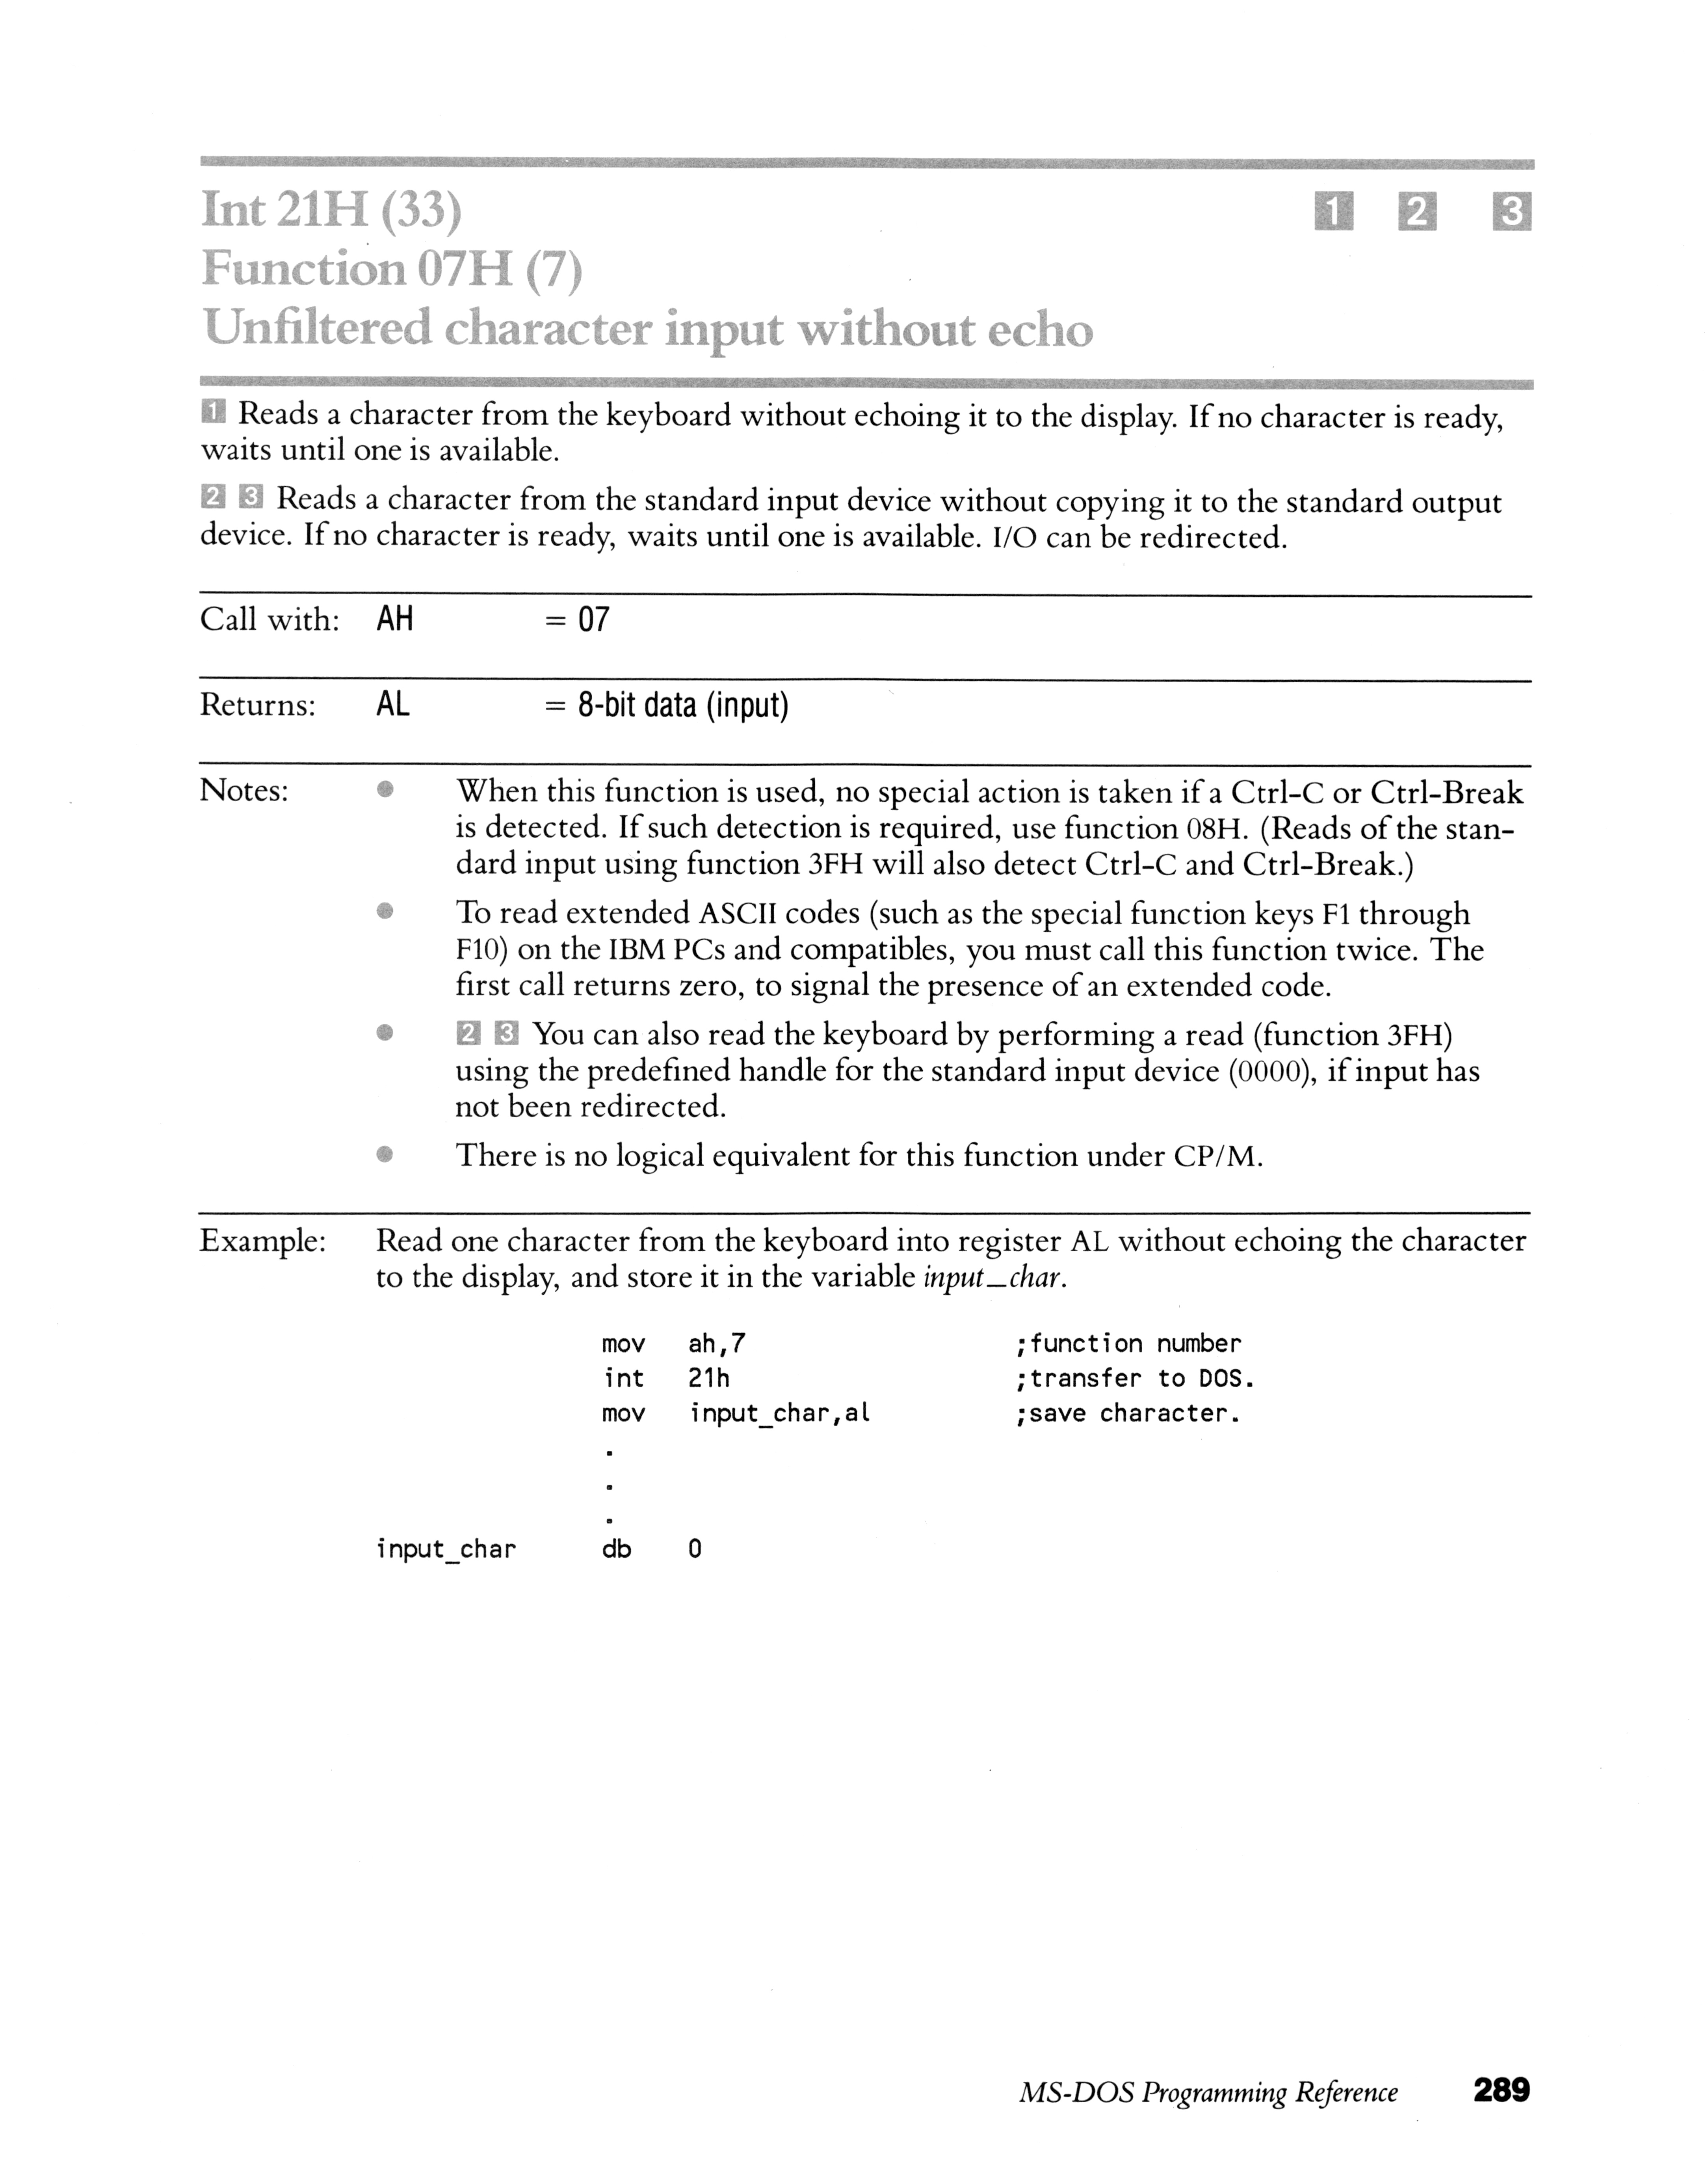 Int 21H (33) 1 2 3
Function 07H (7)
Unfiltered character input without echo
1 Reads a character from the keyboard without echoing it to the display. If no character is ready,
waits until one is available.
2 3 Reads a character from the standard input device without copying it to the standard output
device. If no character is ready, waits until one is available. I/O can be redirected.
Call with: AH = 07
Returns: AL = 8-bit data (input)
Notes: • When this function is used, no special action is taken if a Ctrl-C or Ctrl-Break
is detected. If such detection is required, use function 08H. (Reads of the stan-
dard input using function 3FH will also detect Ctrl-C and Ctrl-Break.)
• To read extended ASCII codes (such as the special function keys F1 through
F10) on the IBM PCs and compatibles, you must call this function twice. The
first call returns zero, to signal the presence of an extended code.
• 2 3 You can also read the keyboard by performing a read (function 3FH)
using the predefined handle for the standard input device (0000), if input has
not been redirected.
• There is no logical equivalent for this function under CP/M.
Example: Read one character from the keyboard into register AL without echoing the character
to the display, and store it in the variable input_char.
mov ah,7 ;function number
int 21h ;transfer to DOS.
mov input_char,al ;save character.
.
.
.
input_char db 0
MS-DOS Programming Reference 289